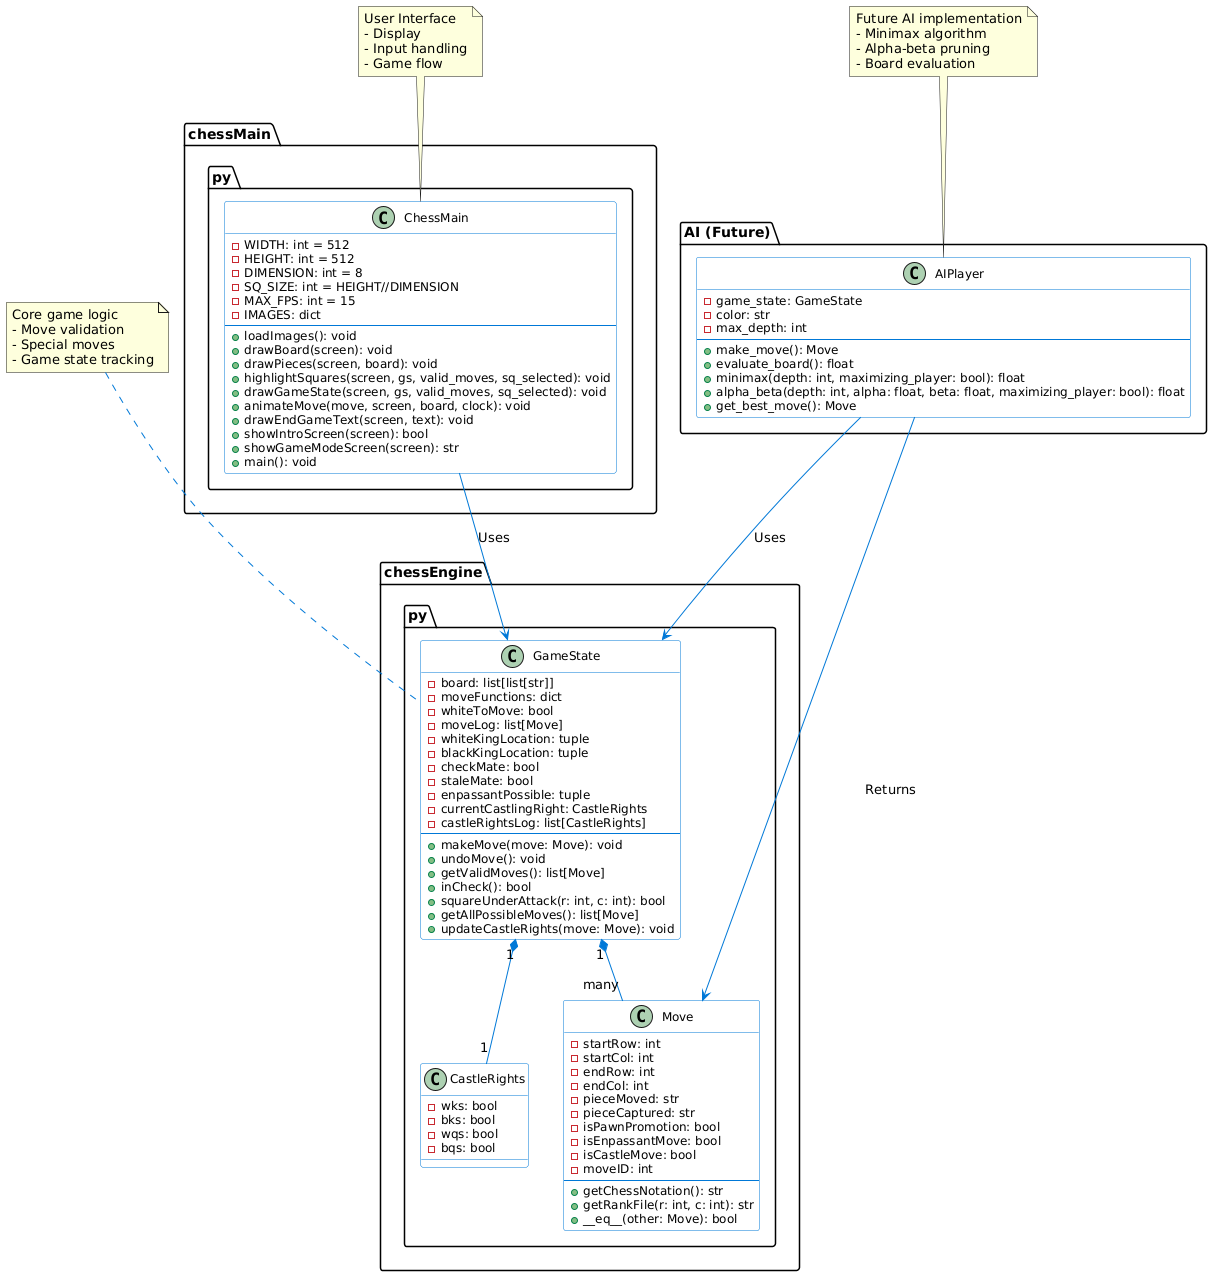 User Interface
- Display
- Input handling
- Game flow
Future AI implementation
- Minimax algorithm
- Alpha-beta pruning
- Board evaluation
chessMain
py
C ChessMain
WIDTH: int = 512
HEIGHT: int = 512
DIMENSION: int = 8
SQ_SIZE: int = HEIGHT//DIMENSION
MAX_FPS: int = 15
IMAGES: dict
loadImages(): void
drawBoard(screen): void
drawPieces(screen, board): void
highlightSquares(screen, gs, valid_moves, sq_selected): void
drawGameState(screen, gs, valid_moves, sq_selected): void
animateMove(move, screen, board, clock): void
drawEndGameText(screen, text): void
showIntroScreen(screen): bool
showGameModeScreen(screen): str
main(): void
AI (Future)
C AIPlayer
game_state: GameState
color: str
max_depth: int
make_move(): Move
evaluate_board(): float
minimax(depth: int, maximizing_player: bool): float
alpha_beta(depth: int, alpha: float, beta: float, maximizing_player: bool): float
get_best_move(): Move
Core game logic
- Move validation
- Special moves
- Game state tracking
Uses
Uses
Returns
chessEngine
py
C GameState
board: list[list[str]]
moveFunctions: dict
whiteToMove: bool
moveLog: list[Move]
whiteKingLocation: tuple
blackKingLocation: tuple
checkMate: bool
staleMate: bool
enpassantPossible: tuple
currentCastlingRight: CastleRights
castleRightsLog: list[CastleRights]
makeMove(move: Move): void
undoMove(): void
getValidMoves(): list[Move]
inCheck(): bool
squareUnderAttack(r: int, c: int): bool
getAllPossibleMoves(): list[Move]
updateCastleRights(move: Move): void
1
1
many
1
C CastleRights
wks: bool
bks: bool
wqs: bool
bqs: bool
C Move
startRow: int
startCol: int
endRow: int
endCol: int
pieceMoved: str
pieceCaptured: str
isPawnPromotion: bool
isEnpassantMove: bool
isCastleMove: bool
moveID: int
getChessNotation(): str
getRankFile(r: int, c: int): str
__eq__(other: Move): bool